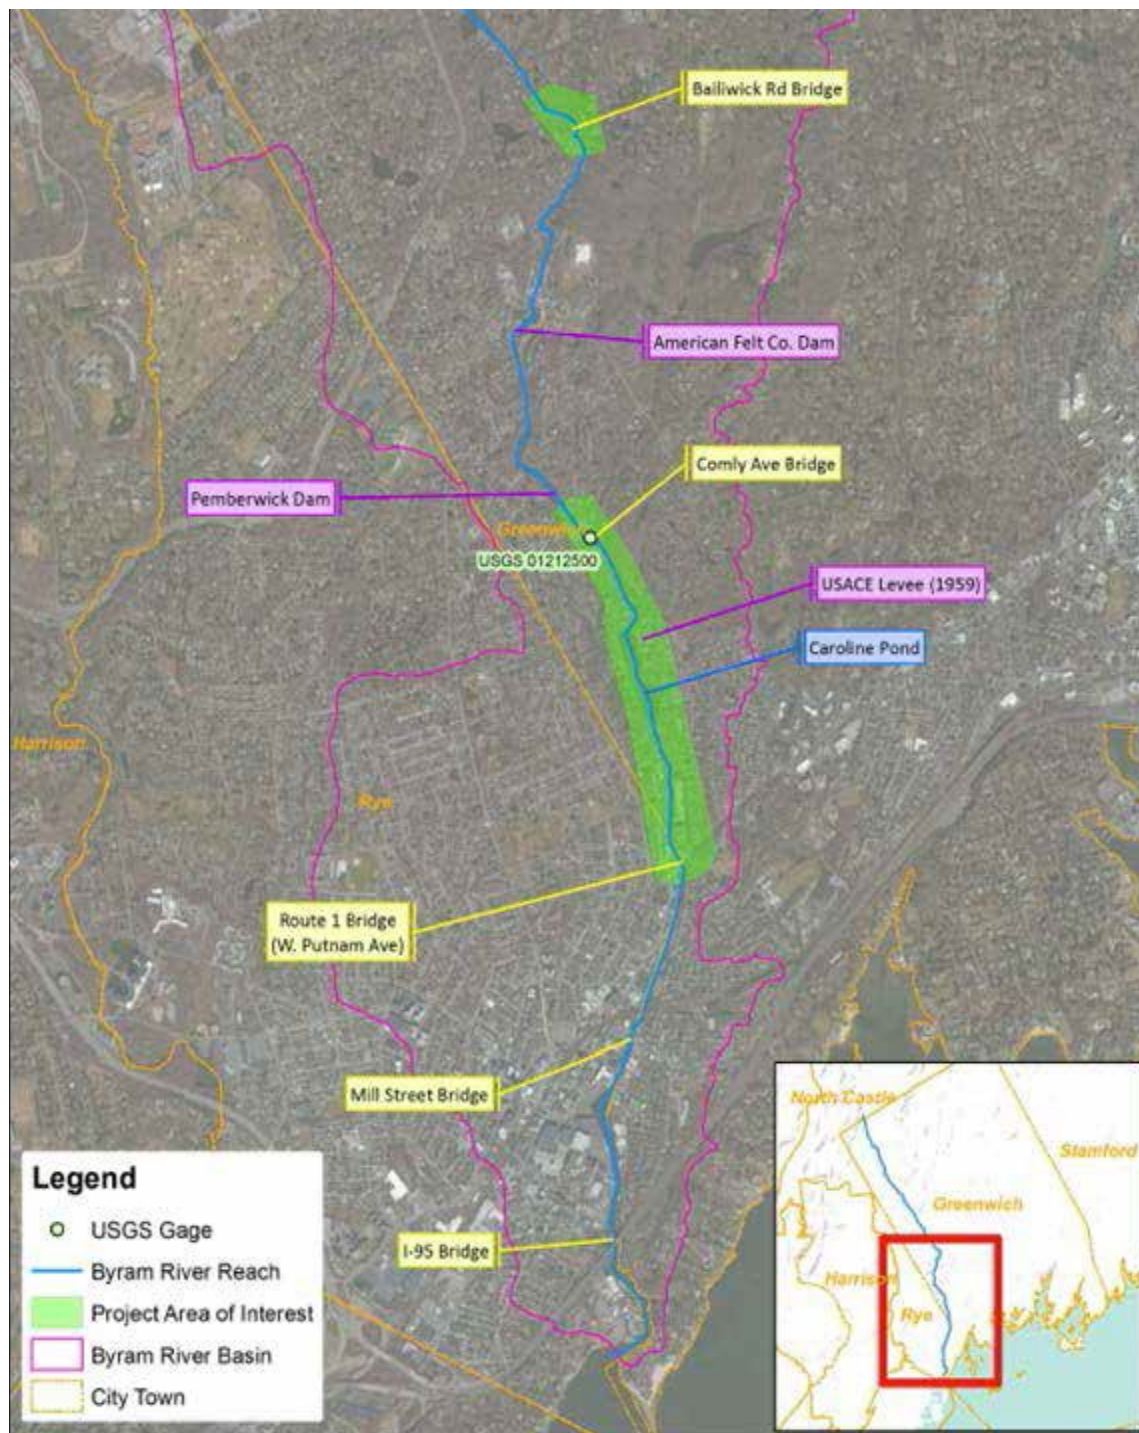 Bailiwick Rd Bridge
American Felt Co. Dam
Comly Ave Bridge
Pemberwick Dam
Greenwich
USGS 01212500
USACE Levee (1959)
Caroline Pond
Harrison
Rye
Route 1 Bridge
(W. Putnam Ave)
Mill Street Bridge
I-95 Bridge
Legend
USGS Gage
Byram River Reach
Project Area of Interest
Byram River Basin
City Town
North Castle
Stamford
Greenwich
Harrison
Rye